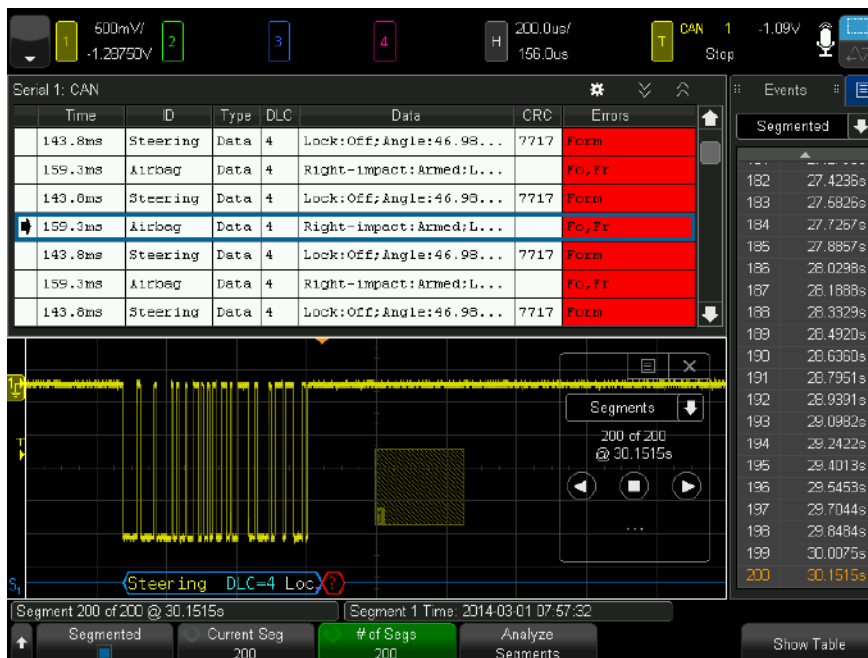 1 500mV/ 2 3 4 H 200.0us/ T CAN 1 -1.09V
-1.28750V 156.0us Stop
Serial 1: CAN
Time ID Type DLC Data CRC Errors
143.8ms Steering Data 4 Lock:Off;Angle:46.98... 7717 Form
159.3ms Airbag Data 4 Right-impact:Armed;L... Fo,Fr
143.8ms Steering Data 4 Lock:Off;Angle:46.98... 7717 Form
159.3ms Airbag Data 4 Right-impact:Armed;L... Fo,Fr
143.8ms Steering Data 4 Lock:Off;Angle:46.98... 7717 Form
159.3ms Airbag Data 4 Right-impact:Armed;L... Fo,Fr
143.8ms Steering Data 4 Lock:Off;Angle:46.98... 7717 Form
Events
Segmented
182 27.4236s
183 27.5826s
184 27.7267s
185 27.8867s
186 28.0298s
187 28.1888s
188 28.3329s
189 28.4920s
190 28.6360s
191 28.7951s
192 28.9391s
193 29.0982s
194 29.2422s
195 29.4013s
196 29.5453s
197 29.7044s
198 29.8484s
199 30.0075s
200 30.1515s
Segments
200 of 200
@ 30.1515s
...
1
T
S1 Steering DLC=4 Loc ?
Segment 200 of 200 @ 30.1515s Segment 1 Time: 2014-03-01 07:57:32
Segmented Current Seg # of Segs Analyze Show Table
200 200 Segments